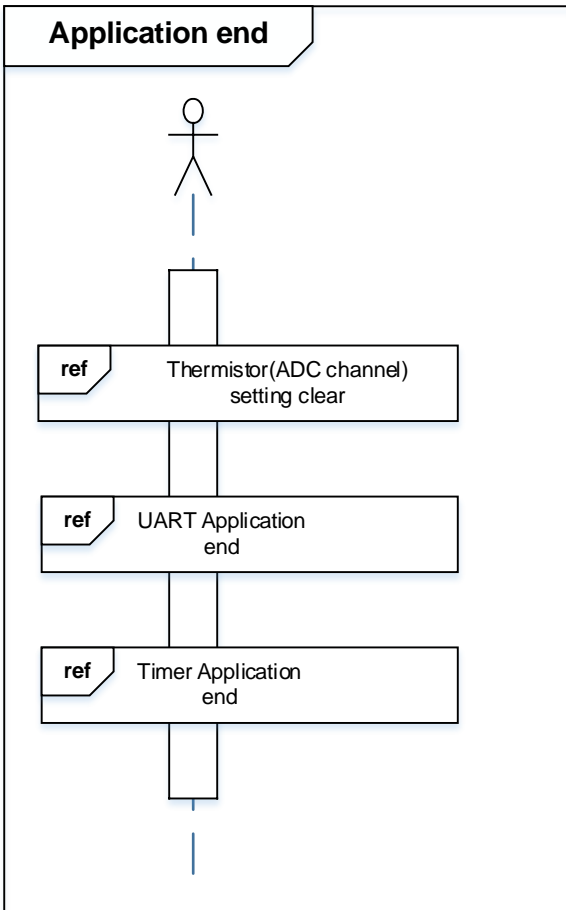 Application end
ref
Thermistor(ADC channel)
setting clear
ref
UART Application
end
ref
Timer Application
end